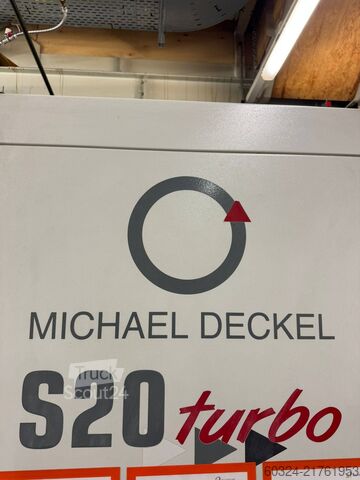 MICHAEL DECKEL
S20 turbo
Truck
Scout24
60324-21761953